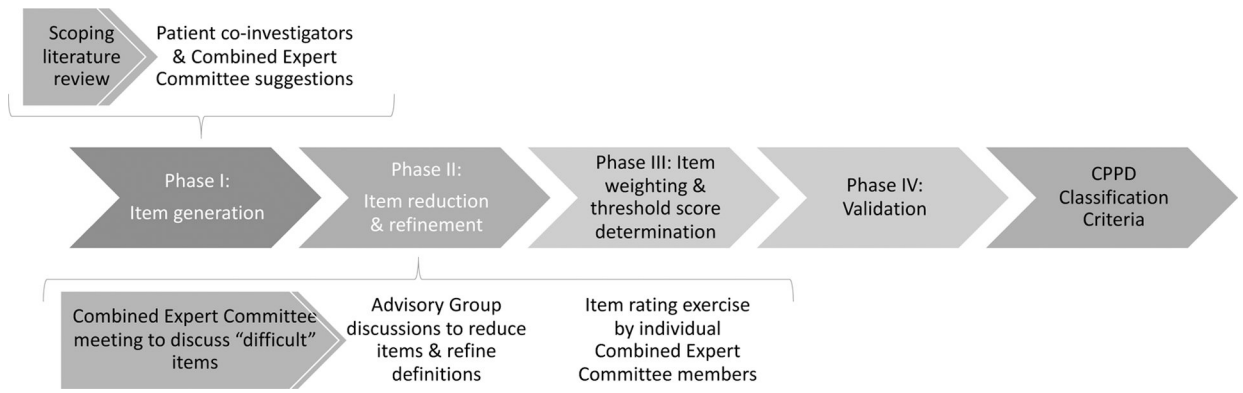 Scoping
literature
review
Patient co-investigators
& Combined Expert
Committee suggestions
Phase I:
Item generation
Phase II:
Item reduction
& refinement
Phase III: Item
weighting &
threshold score
determination
Phase IV:
Validation
CPPD
Classification
Criteria
Combined Expert Committee
meeting to discuss “difficult”
items
Advisory Group
discussions to reduce
items & refine
definitions
Item rating exercise
by individual
Combined Expert
Committee members